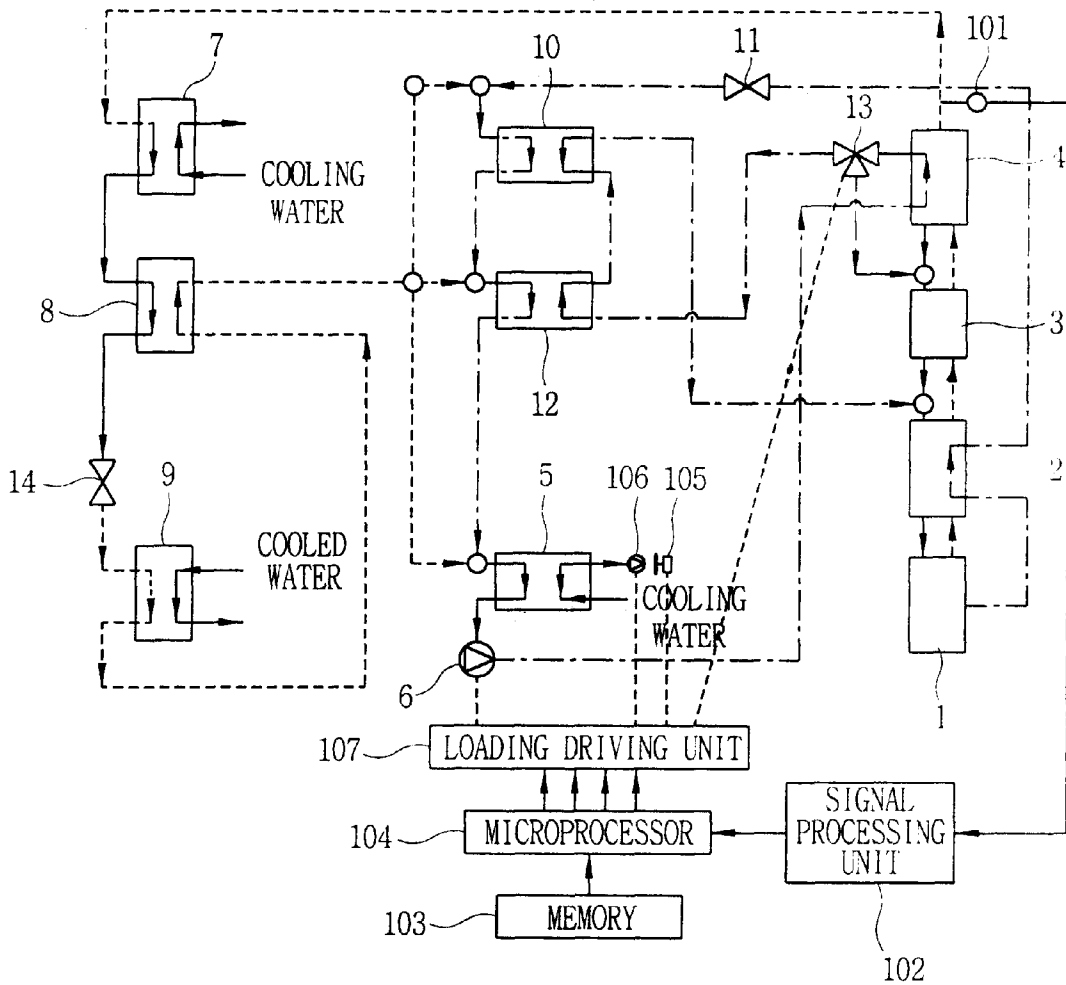 101
7
10
11
13
4
COOLING
WATER
8
3
12
2
14
9
5
106
105
COOLED
WATER
COOLING
WATER
6
1
107
LOADING DRIVING UNIT
SIGNAL
PROCESSING
UNIT
104
MICROPROCESSOR
103
MEMORY
102